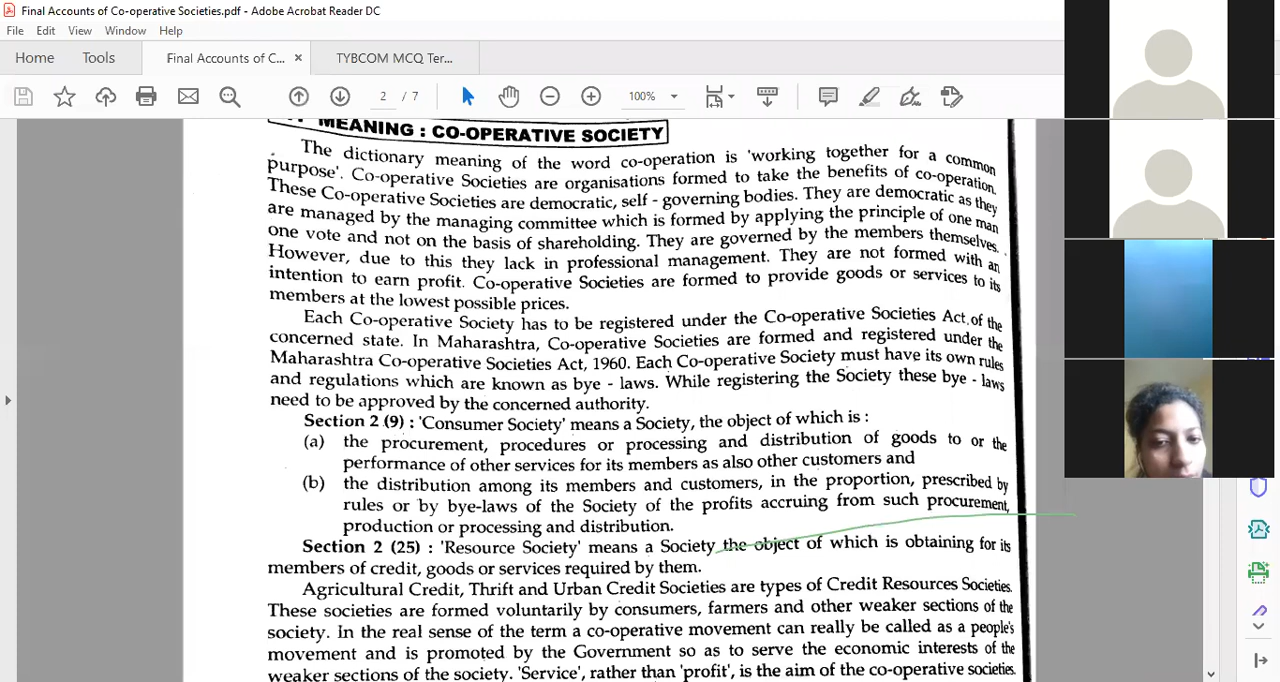 Final Accounts of Co-operative Societies.pdf - Adobe Acrobat Reader DC
File Edit View Window Help
Home Tools Final Accounts of C... × TYBCOM MCQ Ter...
2 / 7 100%
MEANING : CO-OPERATIVE SOCIETY
The dictionary meaning of the word co-operation is 'working together for a common
purpose'. Co-operative Societies are organisations formed to take the benefits of co-operation.
These Co-operative Societies are democratic, self - governing bodies. They are democratic as they
are managed by the managing committee which is formed by applying the principle of one man
one vote and not on the basis of shareholding. They are governed by the members themselves.
However, due to this they lack in professional management. They are not formed with an
intention to earn profit. Co-operative Societies are formed to provide goods or services to its
members at the lowest possible prices.
Each Co-operative Society has to be registered under the Co-operative Societies Act of the
concerned state. In Maharashtra, Co-operative Societies are formed and registered under the
Maharashtra Co-operative Societies Act, 1960. Each Co-operative Society must have its own rules
and regulations which are known as bye - laws. While registering the Society these bye - laws
need to be approved by the concerned authority.
Section 2 (9) : 'Consumer Society' means a Society, the object of which is :
(a) the procurement, procedures or processing and distribution of goods to or the
performance of other services for its members as also other customers and
(b) the distribution among its members and customers, in the proportion, prescribed by
rules or by bye-laws of the Society of the profits accruing from such procurement,
production or processing and distribution.
Section 2 (25) : 'Resource Society' means a Society the object of which is obtaining for its
members of credit, goods or services required by them.
Agricultural Credit, Thrift and Urban Credit Societies are types of Credit Resources Societies.
These societies are formed voluntarily by consumers, farmers and other weaker sections of the
society. In the real sense of the term a co-operative movement can really be called as a people's
movement and is promoted by the Government so as to serve the economic interests of the
weaker sections of the society. 'Service', rather than 'profit', is the aim of the co-operative societies.